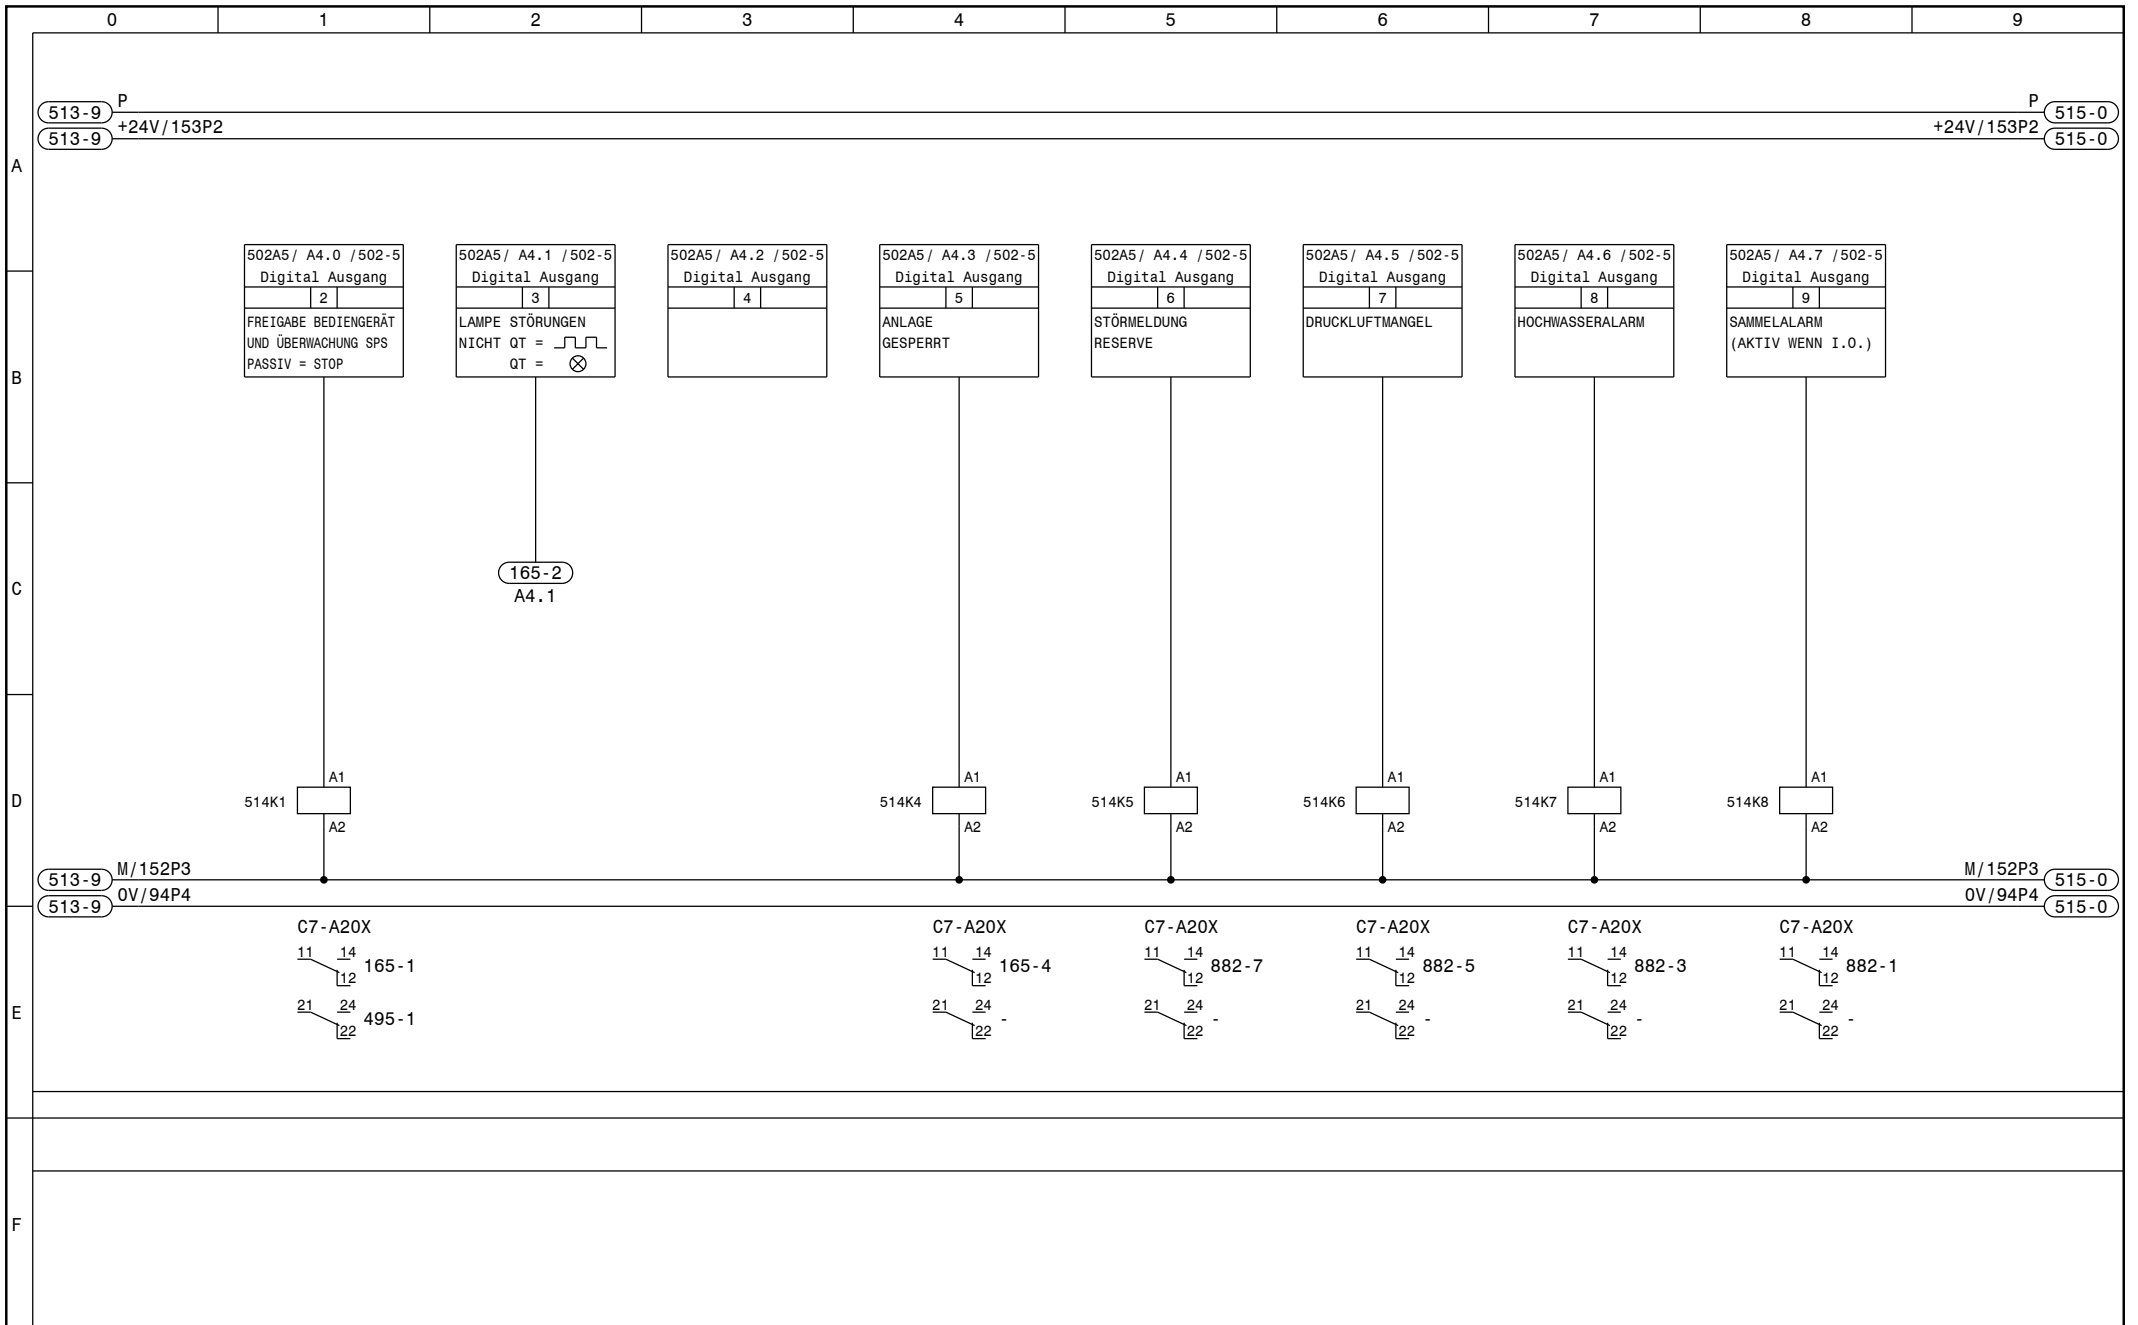 0 1 2 3 4 5 6 7 8 9
513-9 P P 515-0
513-9 +24V/153P2 +24V/153P2 515-0
A
502A5/ A4.0 /502-5
Digital Ausgang
2
FREIGABE BEDIENGERÄT
UND ÜBERWACHUNG SPS
PASSIV = STOP
502A5/ A4.1 /502-5
Digital Ausgang
3
LAMPE STÖRUNGEN
NICHT QT =
QT =
502A5/ A4.2 /502-5
Digital Ausgang
4
502A5/ A4.3 /502-5
Digital Ausgang
5
ANLAGE
GESPERRT
502A5/ A4.4 /502-5
Digital Ausgang
6
STÖRMELDUNG
RESERVE
502A5/ A4.5 /502-5
Digital Ausgang
7
DRUCKLUFTMANGEL
502A5/ A4.6 /502-5
Digital Ausgang
8
HOCHWASSERALARM
502A5/ A4.7 /502-5
Digital Ausgang
9
SAMMELALARM
(AKTIV WENN I.O.)
B
165-2
A4.1
C
A1 A1 A1 A1 A1 A1
D 514K1 514K4 514K5 514K6 514K7 514K8
A2 A2 A2 A2 A2 A2
513-9 M/152P3 M/152P3 515-0
513-9 0V/94P4 0V/94P4 515-0
E
C7-A20X
11 14
12 165-1
21 24
22 495-1
C7-A20X
11 14
12 165-4
21 24
22 -
C7-A20X
11 14
12 882-7
21 24
22 -
C7-A20X
11 14
12 882-5
21 24
22 -
C7-A20X
11 14
12 882-3
21 24
22 -
C7-A20X
11 14
12 882-1
21 24
22 -
F